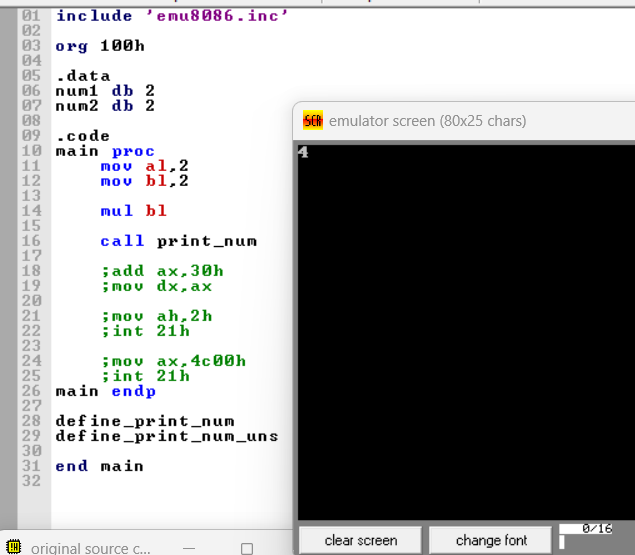 01 include 'emu8086.inc'
02
03 org 100h
04
05 .data
06 num1 db 2
07 num2 db 2
08
09 .code
10 main proc
11 mov al,2
12 mov bl,2
13
14 mul bl
15
16 call print_num
17
18 ;add ax,30h
19 ;mov dx,ax
20
21 ;mov ah,2h
22 ;int 21h
23
24 ;mov ax,4c00h
25 ;int 21h
26 main endp
27
28 define_print_num
29 define_print_num_uns
30
31 end main
32
SCR emulator screen (80x25 chars)
4
clear screen
change font
0/16
original source c...